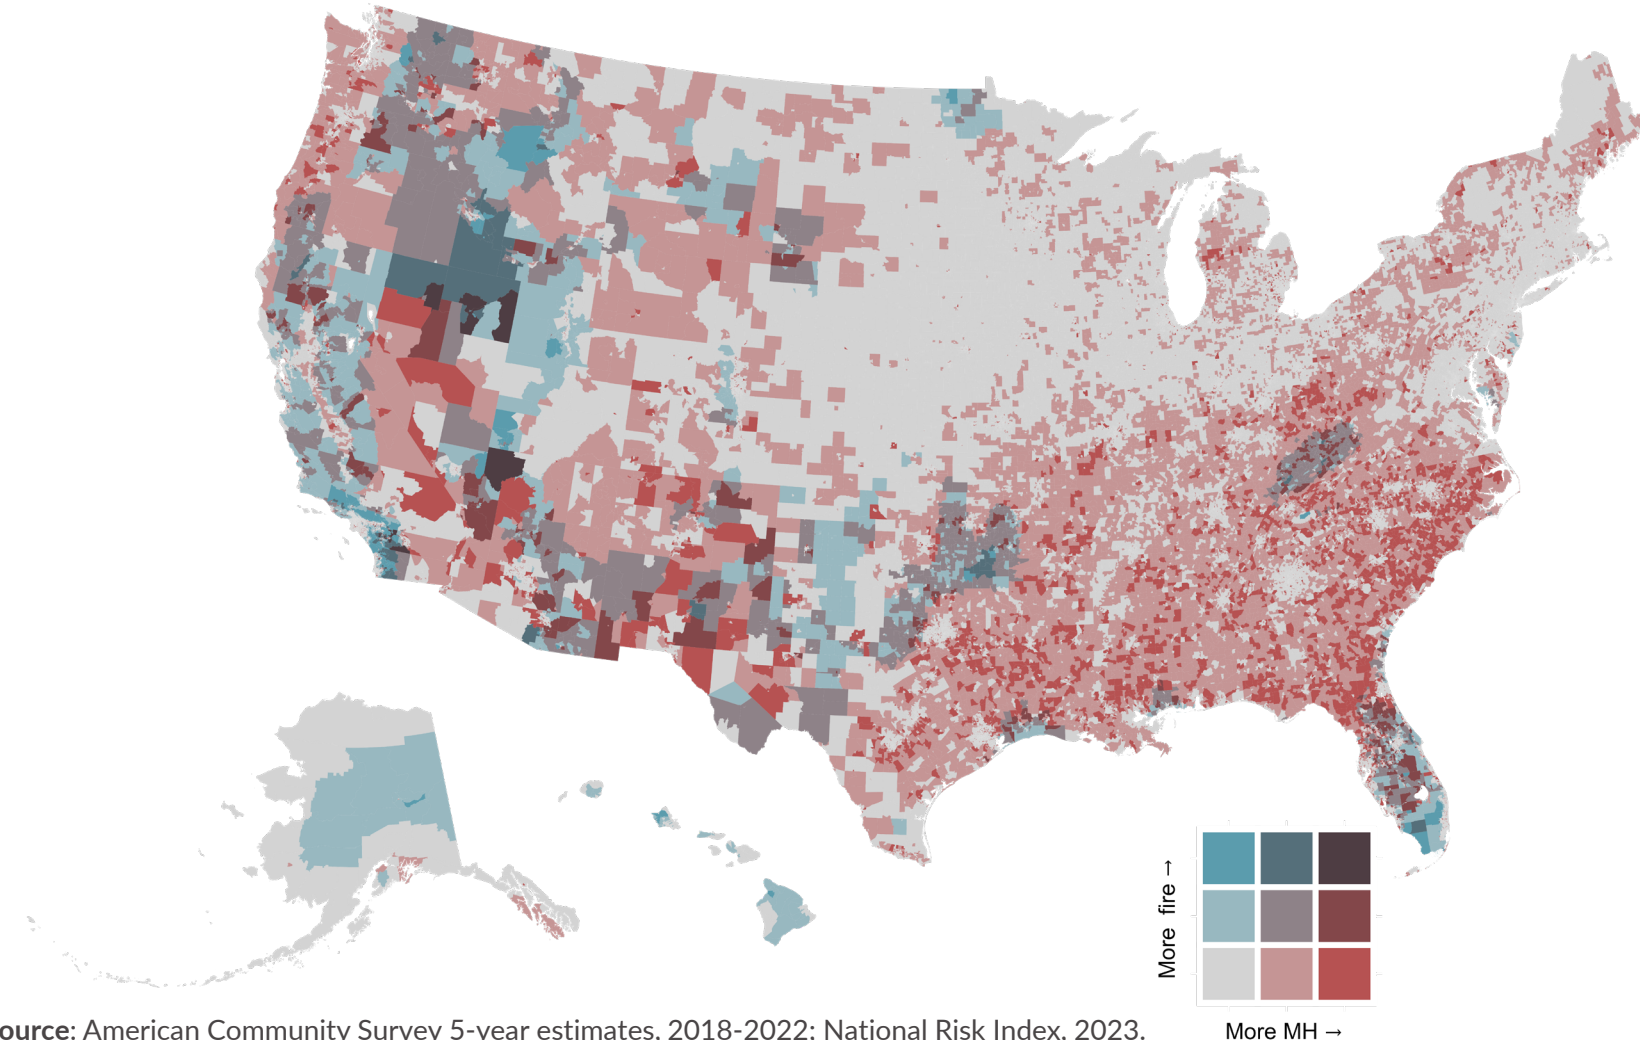 More fire →
More MH →
ource: American Community Survey 5-year estimates, 2018-2022; National Risk Index, 2023.